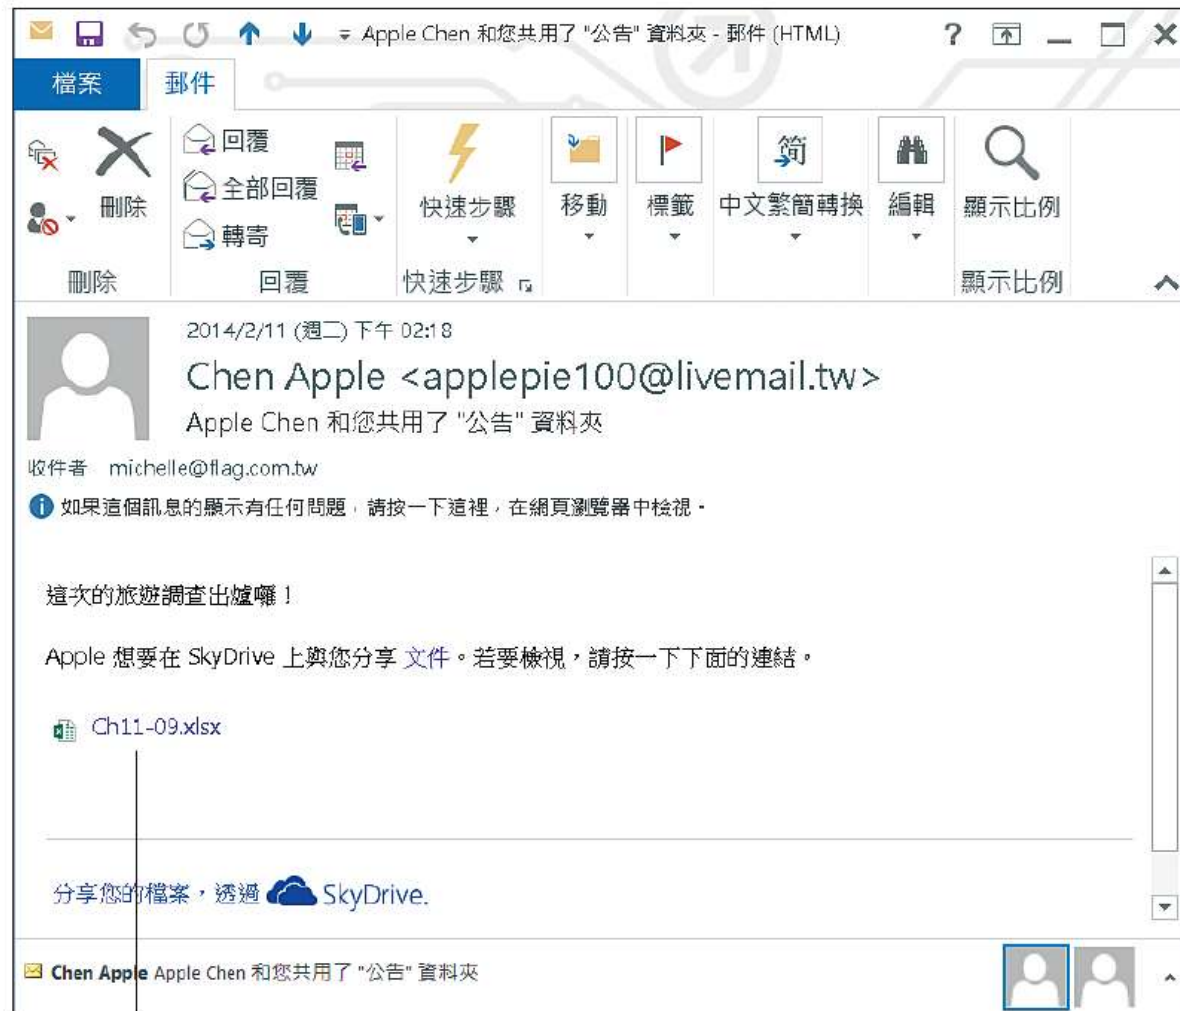 Apple Chen 和您共用了 "公告" 資料夾 - 郵件 (HTML)
檔案 郵件
回覆
全部回覆
轉寄
刪除
快速步驟
移動
標籤
简
中文繁簡轉換
編輯
顯示比例
刪除 回覆 快速步驟 顯示比例
2014/2/11 (週二) 下午 02:18
Chen Apple <applepie100@livemail.tw>
Apple Chen 和您共用了 "公告" 資料夾
收件者 michelle@flag.com.tw
如果這個訊息的顯示有任何問題,請按一下這裡,在網頁瀏覽器中檢視。
這次的旅遊調查出爐囉!
Apple 想要在 SkyDrive 上與您分享 文件。若要檢視,請按一下下面的連結。
Ch11-09.xlsx
分享您的檔案,透過 SkyDrive.
Chen Apple Apple Chen 和您共用了 "公告" 資料夾